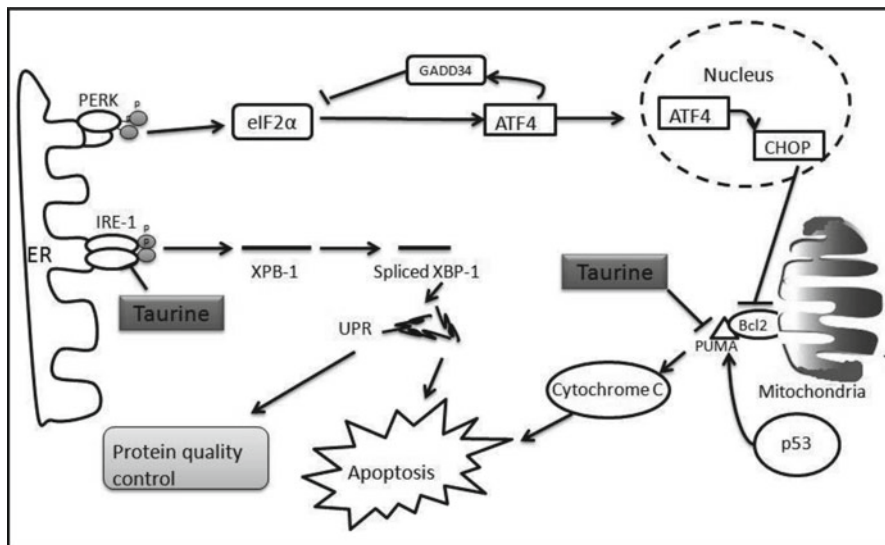 GADD34
Nucleus
PERK
P
P
eIF2α
ATF4
ATF4
CHOP
IRE-1
P
P
ER
XPB-1
Spliced XBP-1
Taurine
Taurine
UPR
Bcl2
PUMA
Cytochrome C
Mitochondria
Protein quality
control
Apoptosis
p53